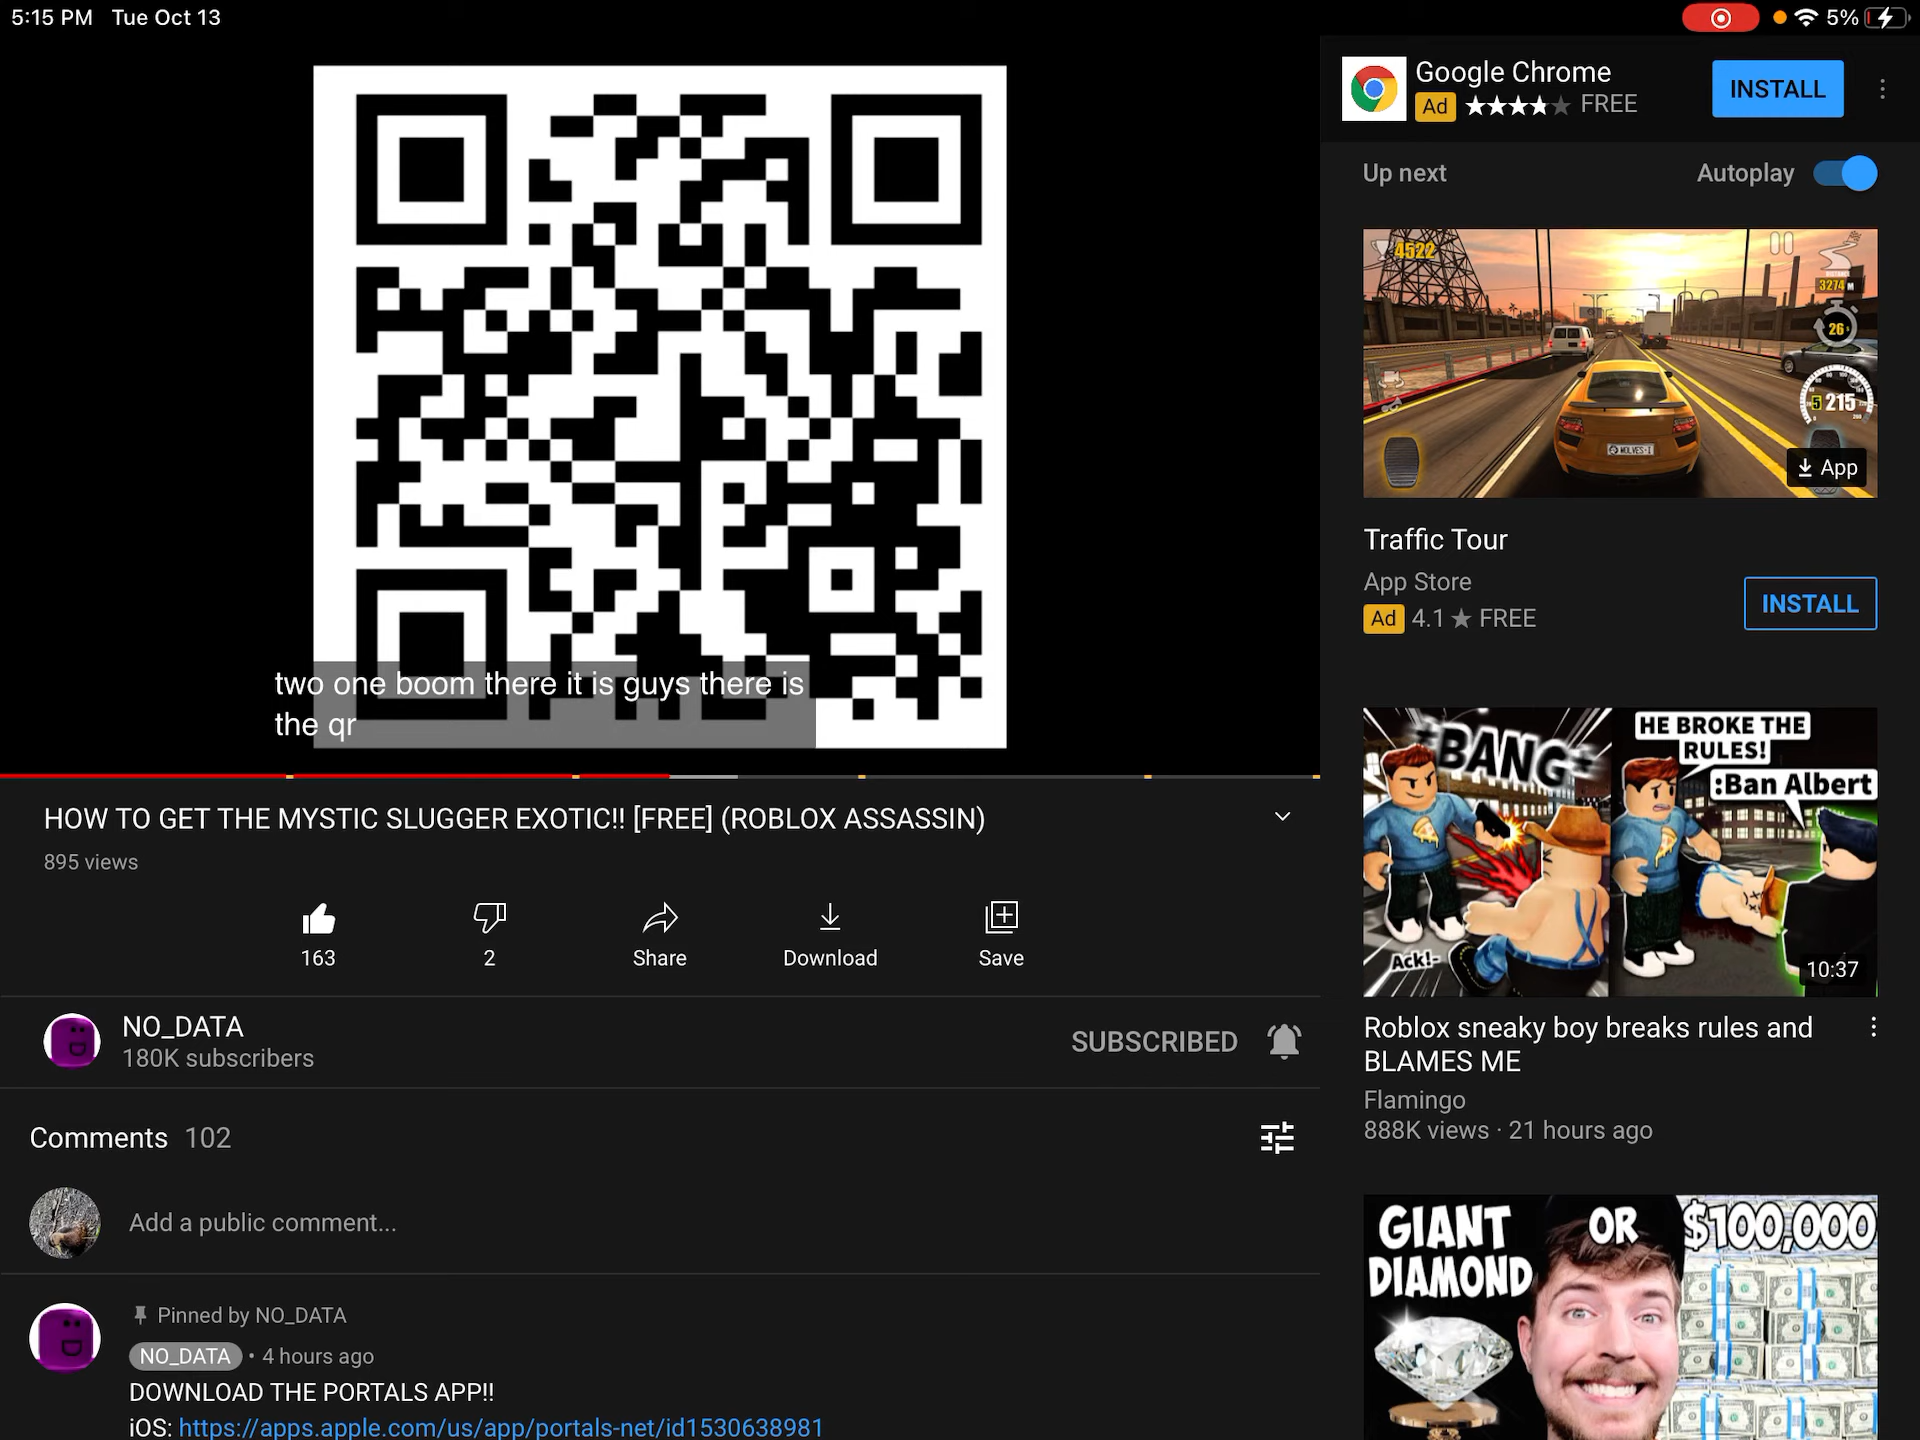 5:15 PM Tue Oct 13
5%
two one boom there it is guys there is
the qr
HOW TO GET THE MYSTIC SLUGGER EXOTIC!! [FREE] (ROBLOX ASSASSIN)
895 views
163
2
Share
Download
Save
NO_DATA
180K subscribers
SUBSCRIBED
Comments 102
Add a public comment...
Pinned by NO_DATA
NO_DATA • 4 hours ago
DOWNLOAD THE PORTALS APP!!
iOS: https://apps.apple.com/us/app/portals-net/id1530638981
Google Chrome
Ad FREE
INSTALL
Up next
Autoplay
4522
3274 M
26
5 215
WOLVES-1
App
Traffic Tour
App Store
Ad 4.1 ★ FREE
INSTALL
*BANG*
Ack!-
HE BROKE THE
RULES!
:Ban Albert
10:37
Roblox sneaky boy breaks rules and
BLAMES ME
Flamingo
888K views · 21 hours ago
GIANT
DIAMOND
OR
$100,000